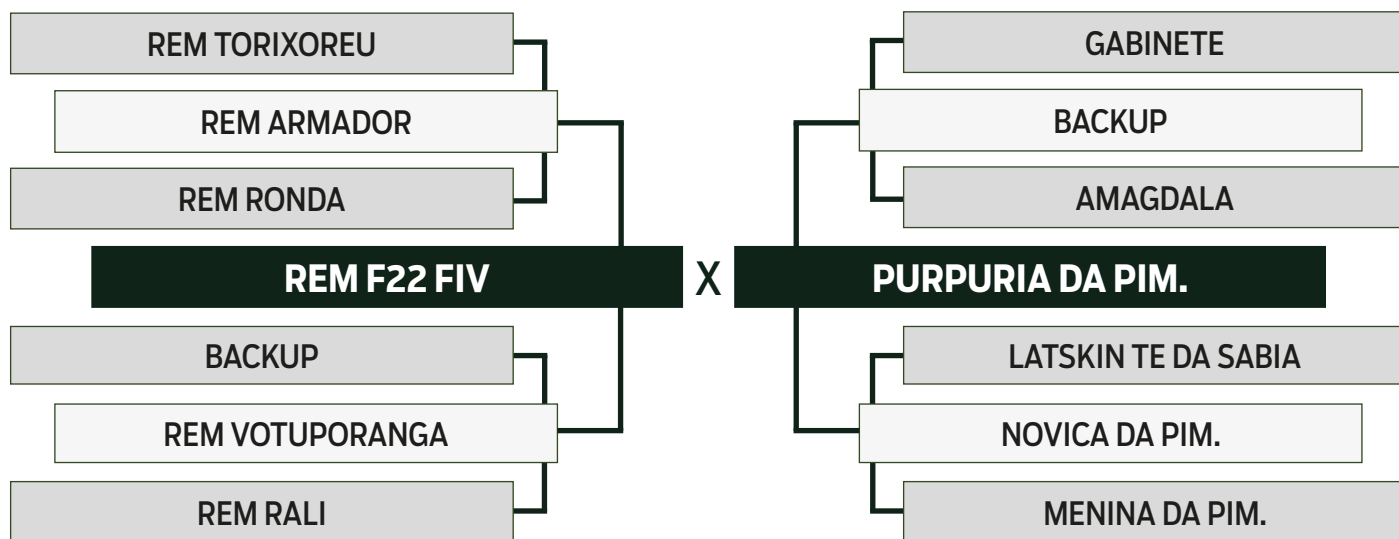 REM TORIXOREU
GABINETE
REM ARMADOR
BACKUP
REM RONDA
AMAGDALA
REM F22 FIV X PURPURIA DA PIM.
BACKUP
LATSKIN TE DA SABIA
REM VOTUPORANGA
NOVICA DA PIM.
REM RALI
MENINA DA PIM.